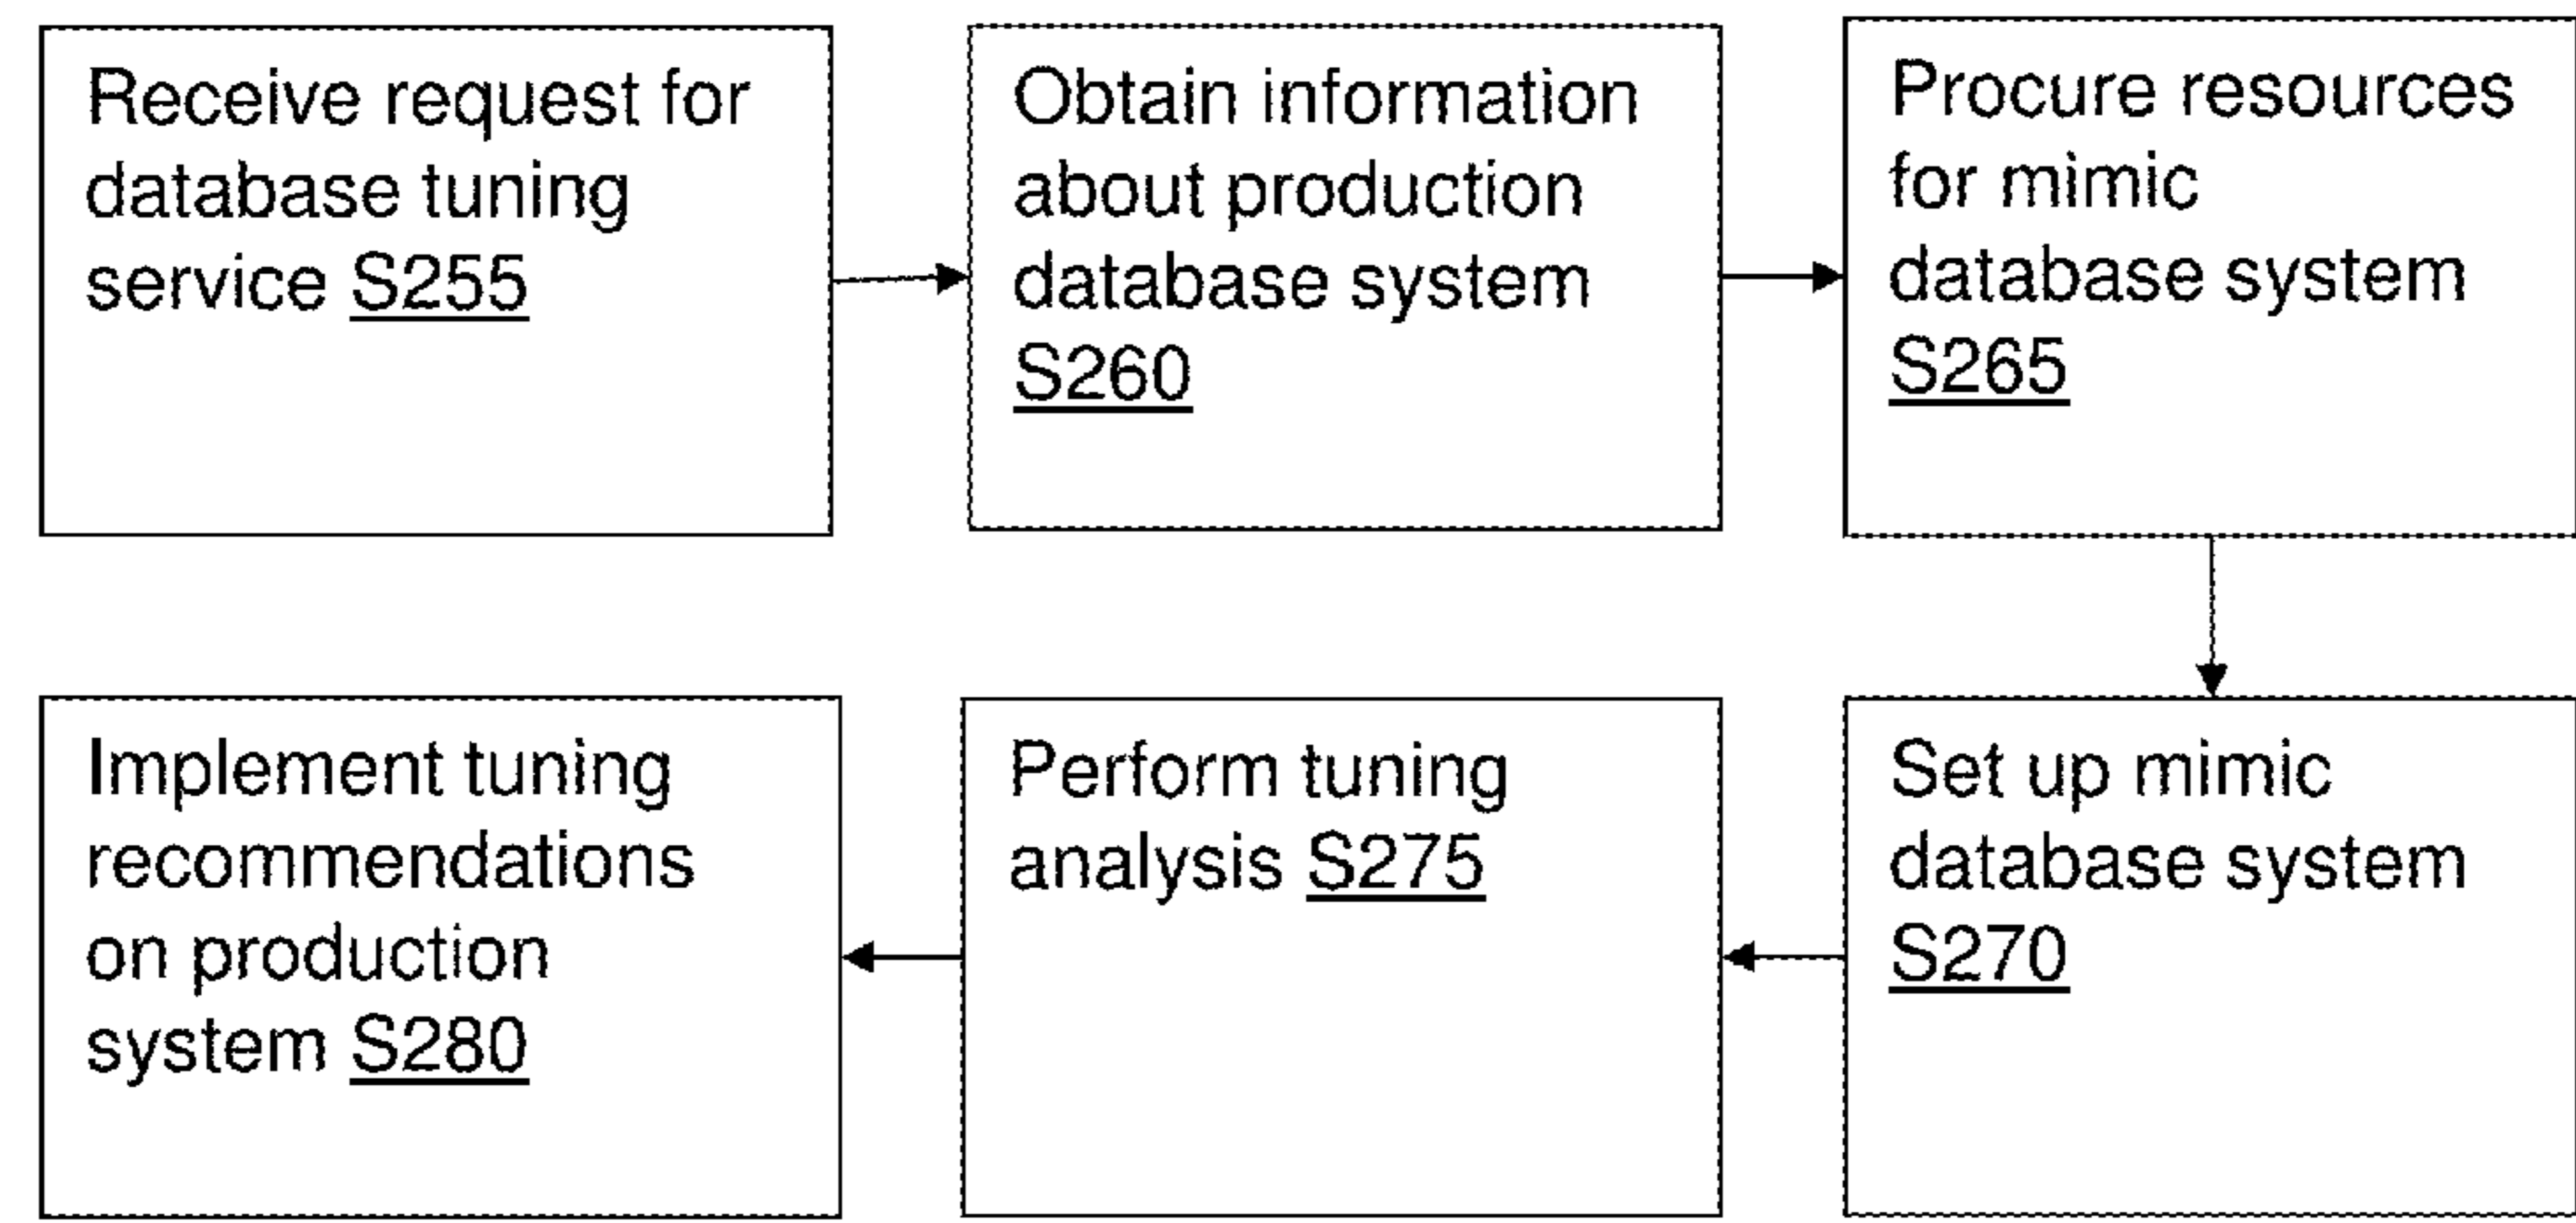 Receive request for
database tuning
service S255
Obtain information
about production
database system
S260
Procure resources
for mimic
database system
S265
Set up mimic
database system
S270
Perform tuning
analysis S275
Implement tuning
recommendations
on production
system S280